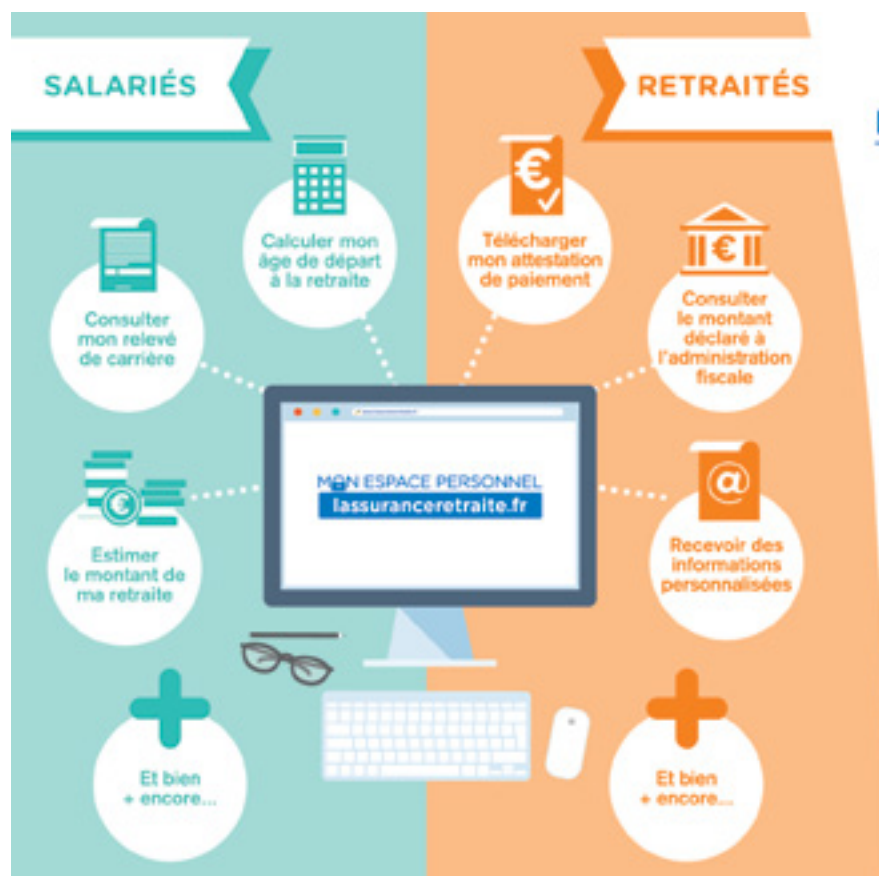 SALARIÉS
RETRAITÉS
Calculer mon
âge de départ
à la retraite
Télécharger
mon attestation
de paiement
Consulter
mon relevé
de carrière
Consulter
le montant
déclaré à
l'administration
fiscale
MON ESPACE PERSONNEL
lassuranceretraite.fr
Estimer
le montant de
ma retraite
Recevoir des
informations
personnalisées
Et bien
+ encore...
Et bien
+ encore...